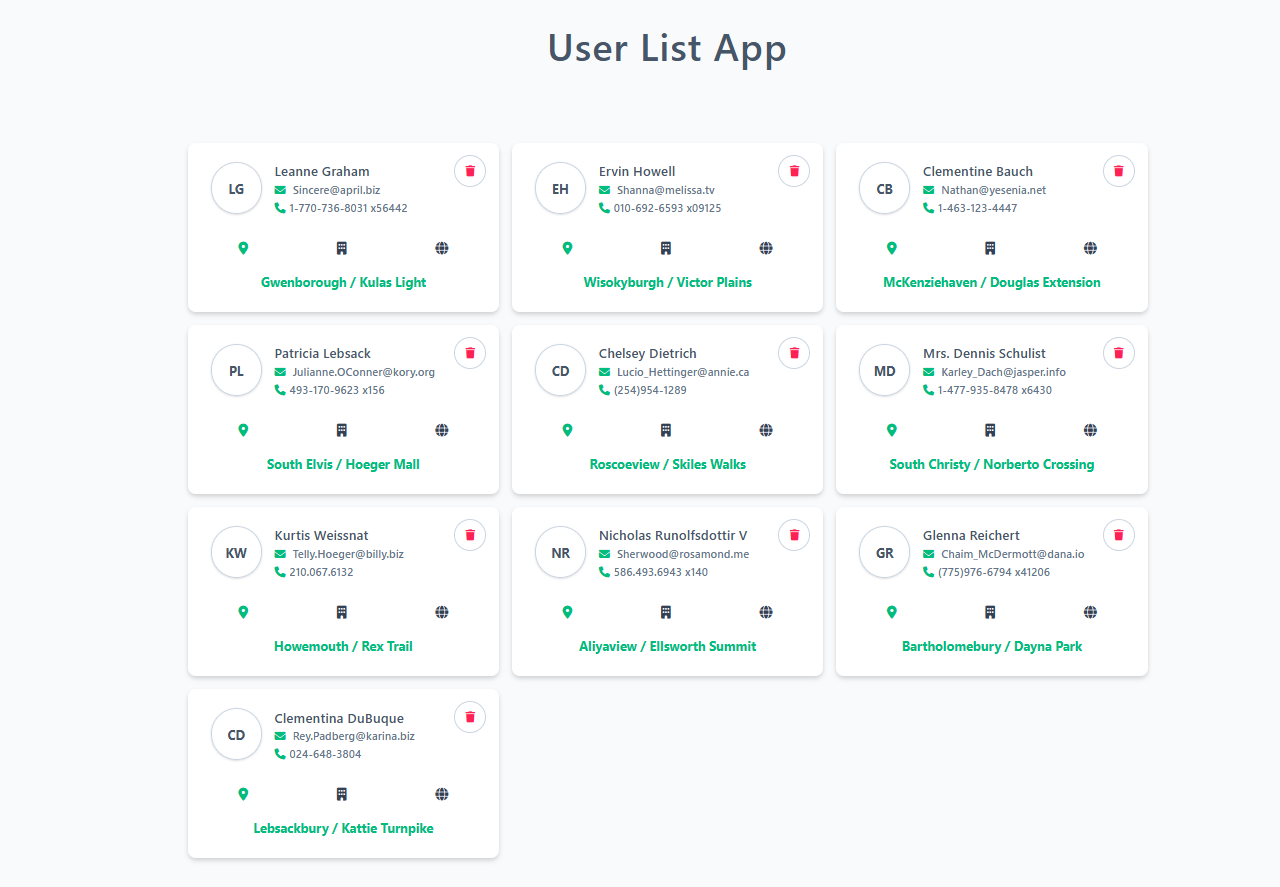 User List App
LG
Leanne Graham
Sincere@april.biz
1-770-736-8031 x56442
Gwenborough / Kulas Light
EH
Ervin Howell
Shanna@melissa.tv
010-692-6593 x09125
Wisokyburgh / Victor Plains
CB
Clementine Bauch
Nathan@yesenia.net
1-463-123-4447
McKenziehaven / Douglas Extension
PL
Patricia Lebsack
Julianne.OConner@kory.org
493-170-9623 x156
South Elvis / Hoeger Mall
CD
Chelsey Dietrich
Lucio_Hettinger@annie.ca
(254)954-1289
Roscoeview / Skiles Walks
MD
Mrs. Dennis Schulist
Karley_Dach@jasper.info
1-477-935-8478 x6430
South Christy / Norberto Crossing
KW
Kurtis Weissnat
Telly.Hoeger@billy.biz
210.067.6132
Howemouth / Rex Trail
NR
Nicholas Runolfsdottir V
Sherwood@rosamond.me
586.493.6943 x140
Aliyaview / Ellsworth Summit
GR
Glenna Reichert
Chaim_McDermott@dana.io
(775)976-6794 x41206
Bartholomebury / Dayna Park
CD
Clementina DuBuque
Rey.Padberg@karina.biz
024-648-3804
Lebsackbury / Kattie Turnpike